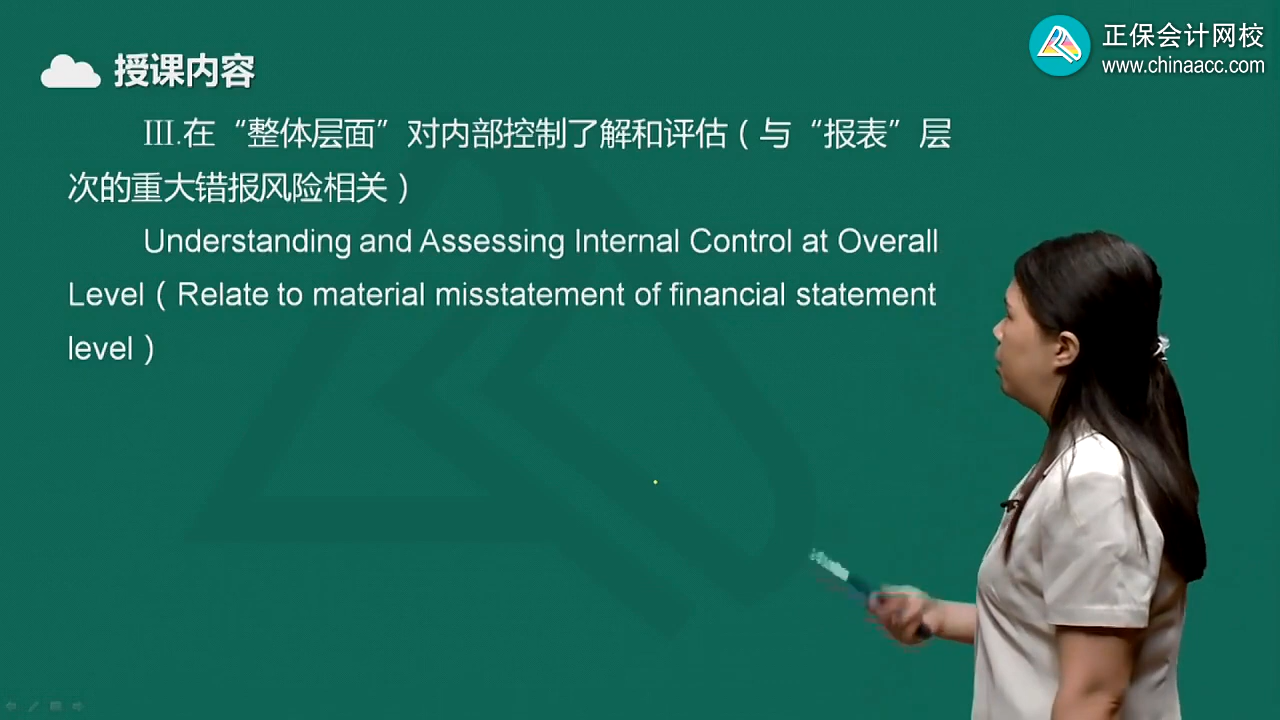 正保会计网校
www.chinaacc.com
授课内容
III.在“整体层面”对内部控制了解和评估（与“报表”层
次的重大错报风险相关）
Understanding and Assessing Internal Control at Overall
Level（Relate to material misstatement of financial statement
level）